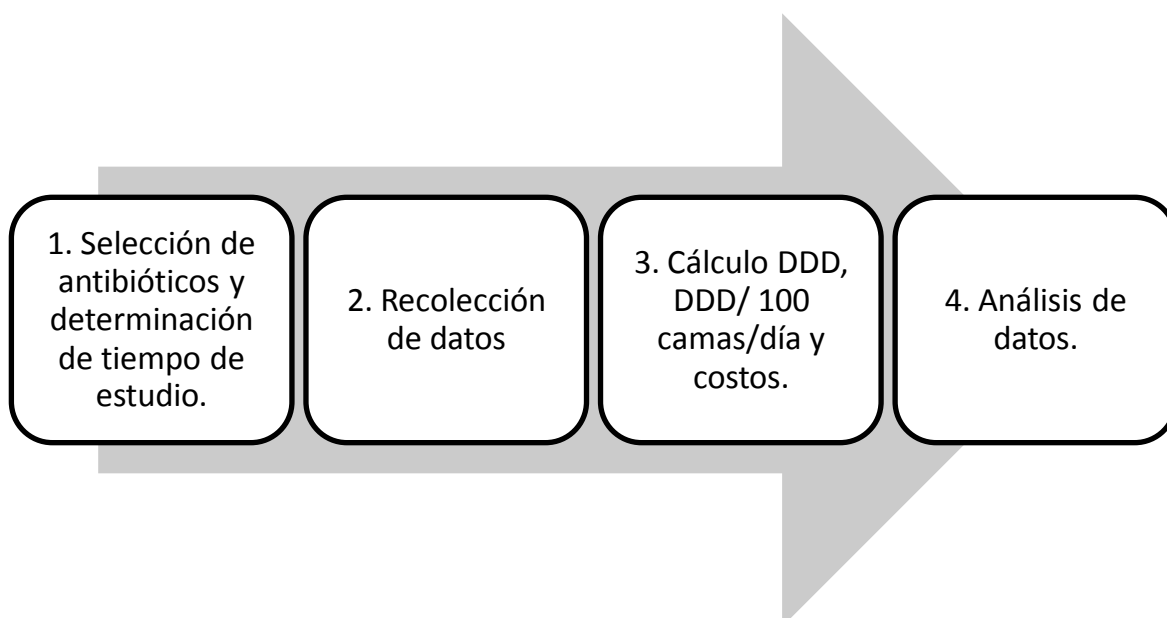 1. Selección de
antibióticos y
determinación
de tiempo de
estudio.
2. Recolección
de datos
3. Cálculo DDD,
DDD/ 100
camas/día y
costos.
4. Análisis de
datos.